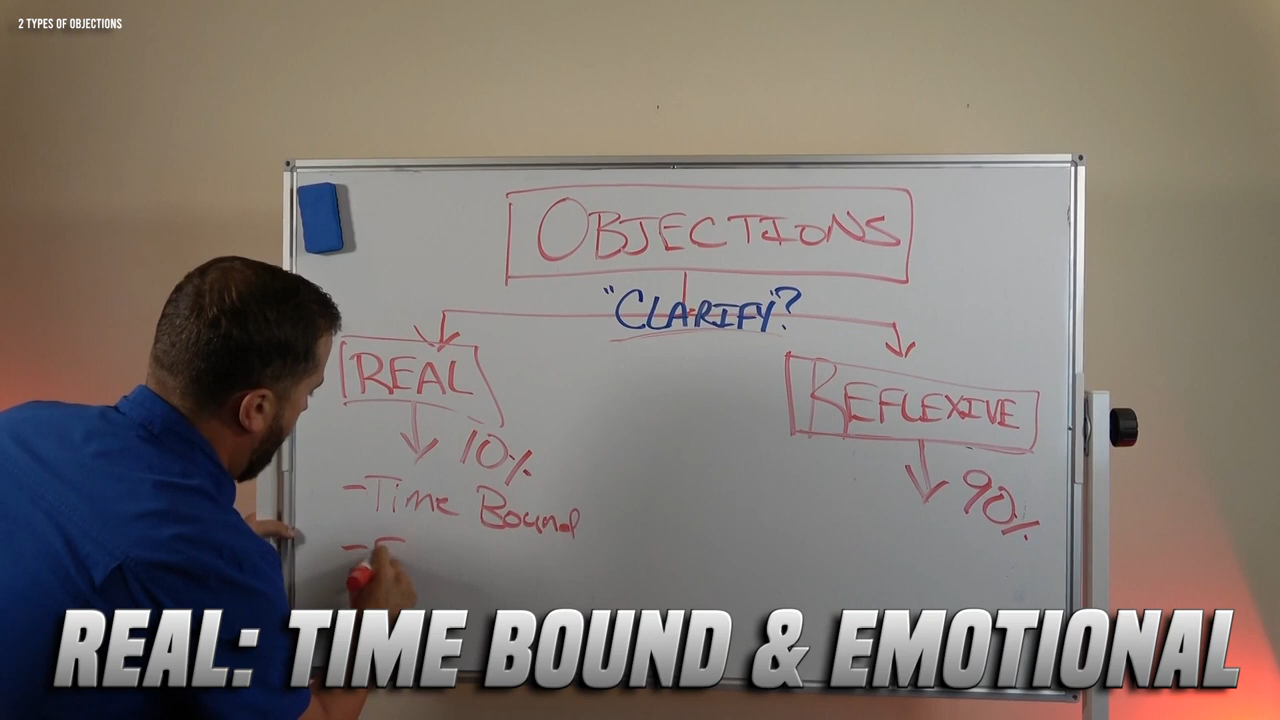 2 TYPES OF OBJECTIONS
OBJECTIONS
"CLARIFY"?
REAL
REFLEXIVE
10%
90%
-Time Bound
-
REAL: TIME BOUND & EMOTIONAL